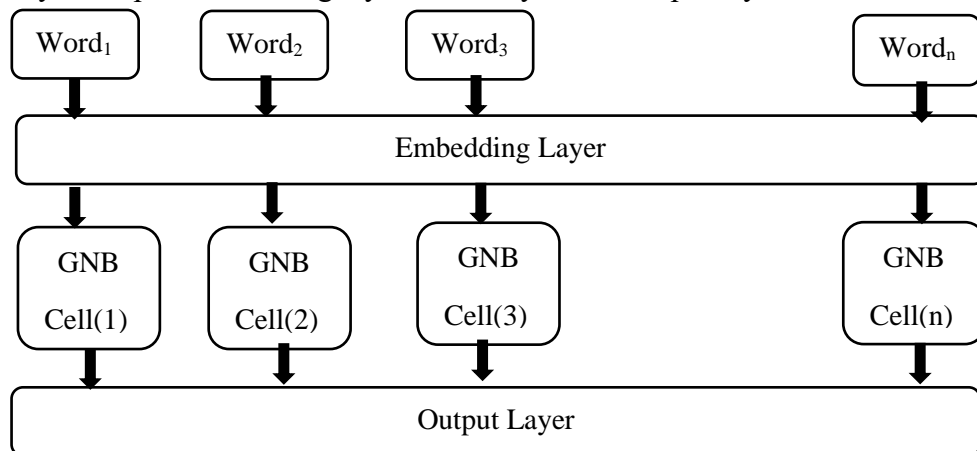 Word₁ Word₂ Word₃ Wordₙ
Embedding Layer
GNB GNB GNB GNB
Cell(1) Cell(2) Cell(3) Cell(n)
Output Layer